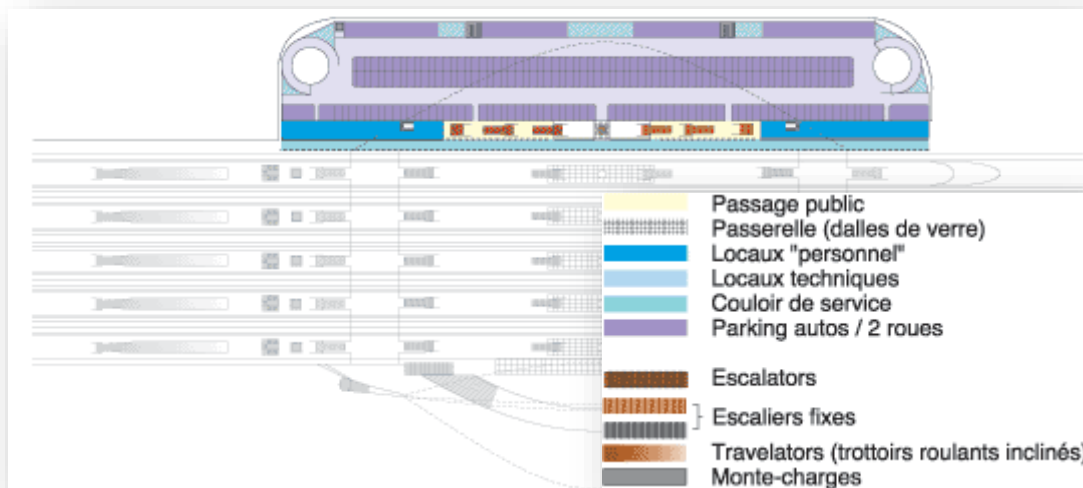 Passage public
Passerelle (dalles de verre)
Locaux "personnel"
Locaux techniques
Couloir de service
Parking autos / 2 roues
Escalators
Escaliers fixes
Travelators (trottoirs roulants inclinés)
Monte-charges